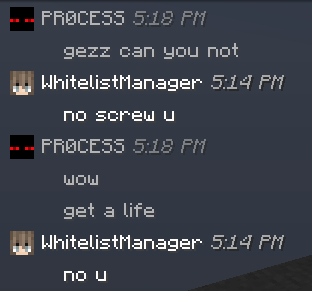 PR0CESS 5:18 PM
gezz can you not
WhitelistManager 5:14 PM
no screw u
PR0CESS 5:18 PM
wow
get a life
WhitelistManager 5:14 PM
no u